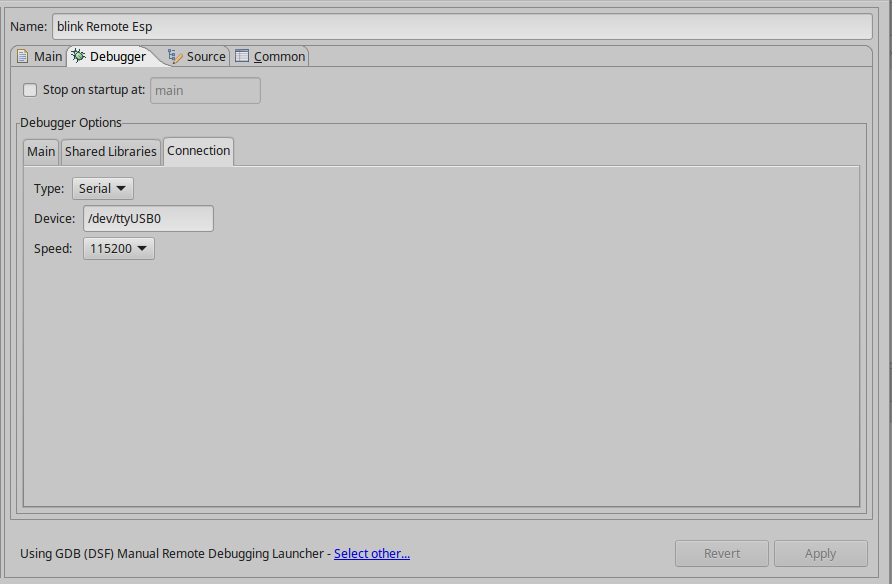 Name: blink Remote Esp
Main Debugger Source Common
Stop on startup at: main
Debugger Options
Main Shared Libraries Connection
Type: Serial
Device: /dev/ttyUSB0
Speed: 115200
Using GDB (DSF) Manual Remote Debugging Launcher - Select other... Revert Apply